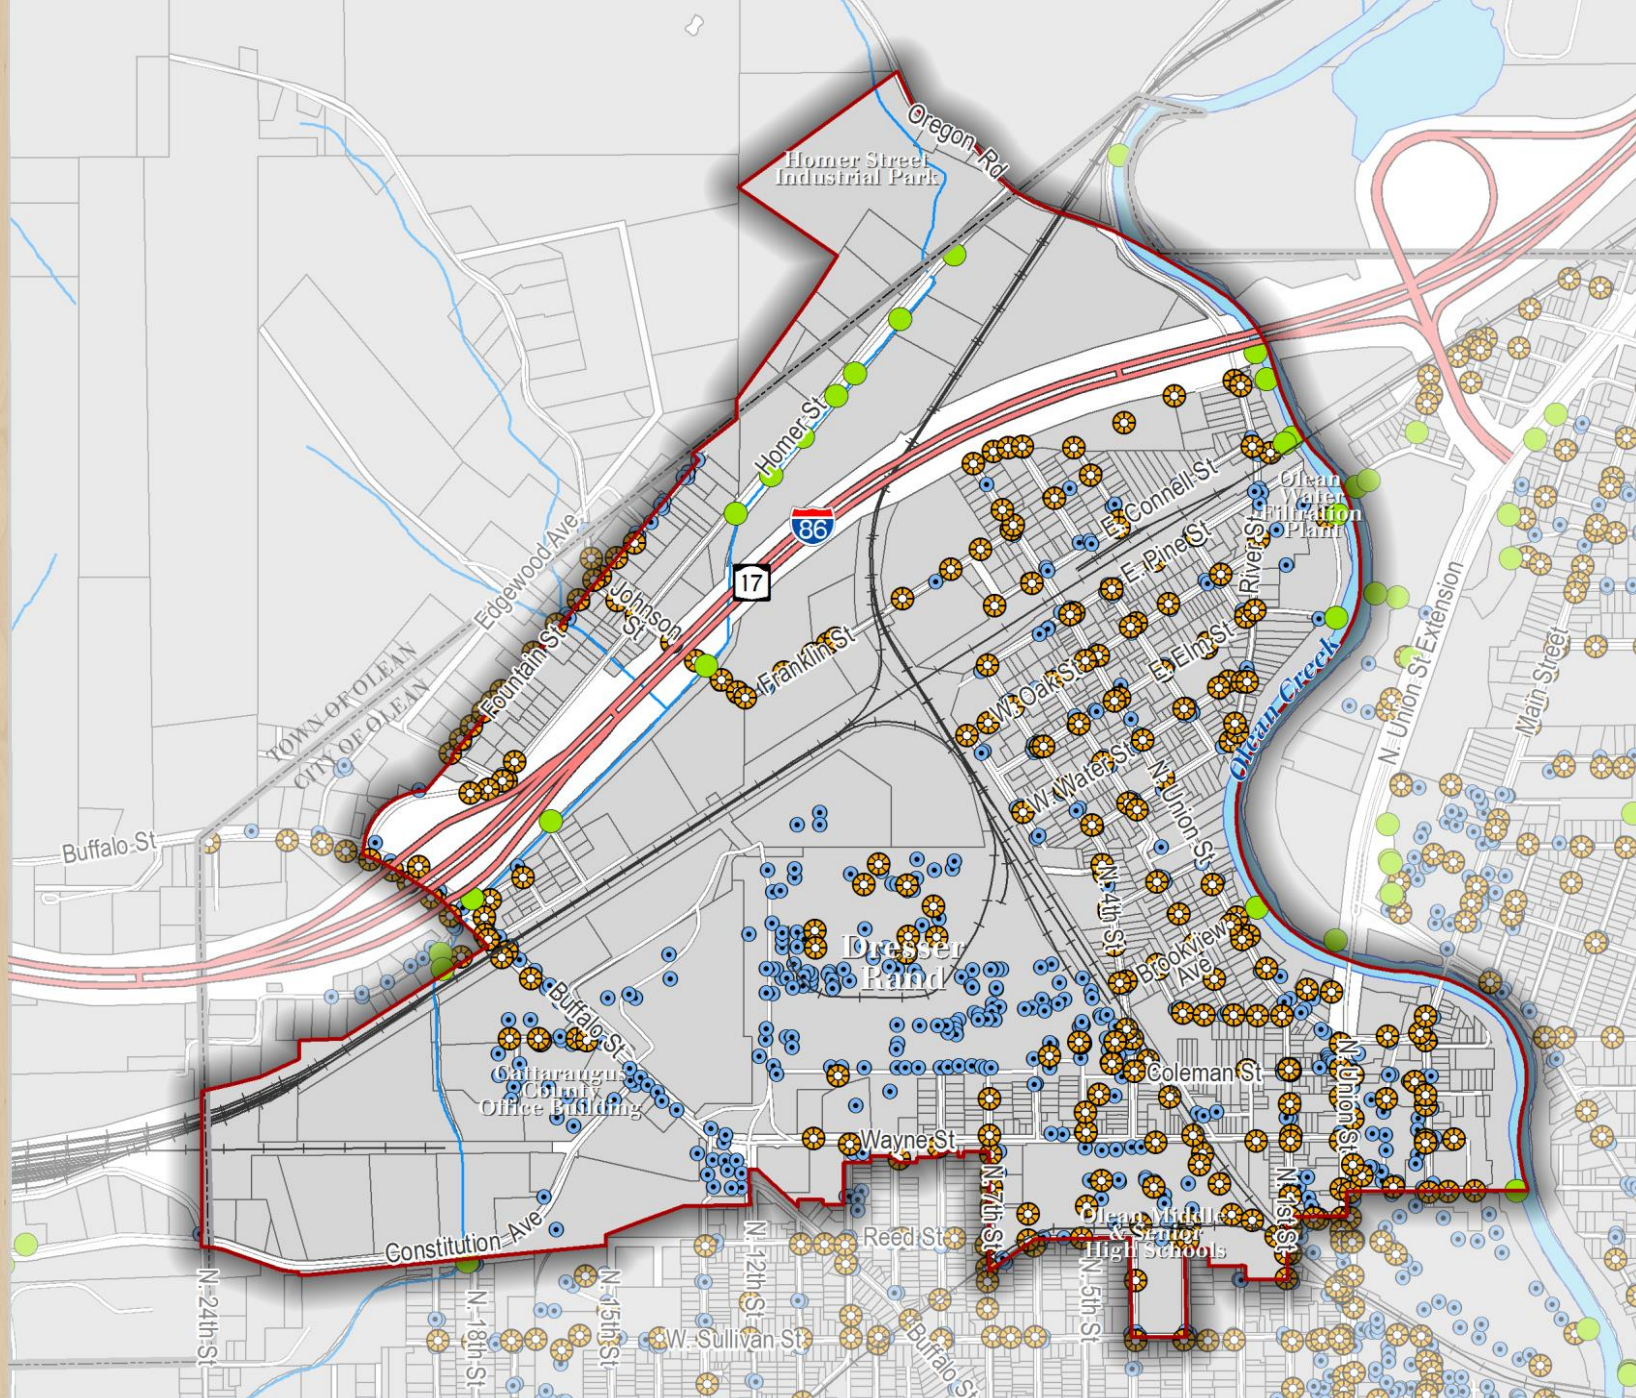 Oregon Rd
Homer Street
Industrial Park
Homer St
86
17
E. Connell St
Olean
Water
Filtration
Plant
E. Pine St
River St
Edgewood Ave
Johnson
St
Fountain St
Franklin St
TOWN OF OLEAN
CITY OF OLEAN
E. Elm St
W. Oak St
Olean Creek
N. Union St Extension
Main Street
W. Water St
N. Union St
Buffalo St
N. 4th St
Brookview
Ave
Dresser
Rand
Buffalo St
Cattaraugus
County
Office Building
Coleman St
N. Union St
Wayne St
N. 7th St
N. 1st St
Olean Middle
& Senior
High Schools
Reed St
Constitution Ave
N. 12th St
N. 5th St
N. 24th St
N. 18th St
N. 15th St
W. Sullivan St
Buffalo St